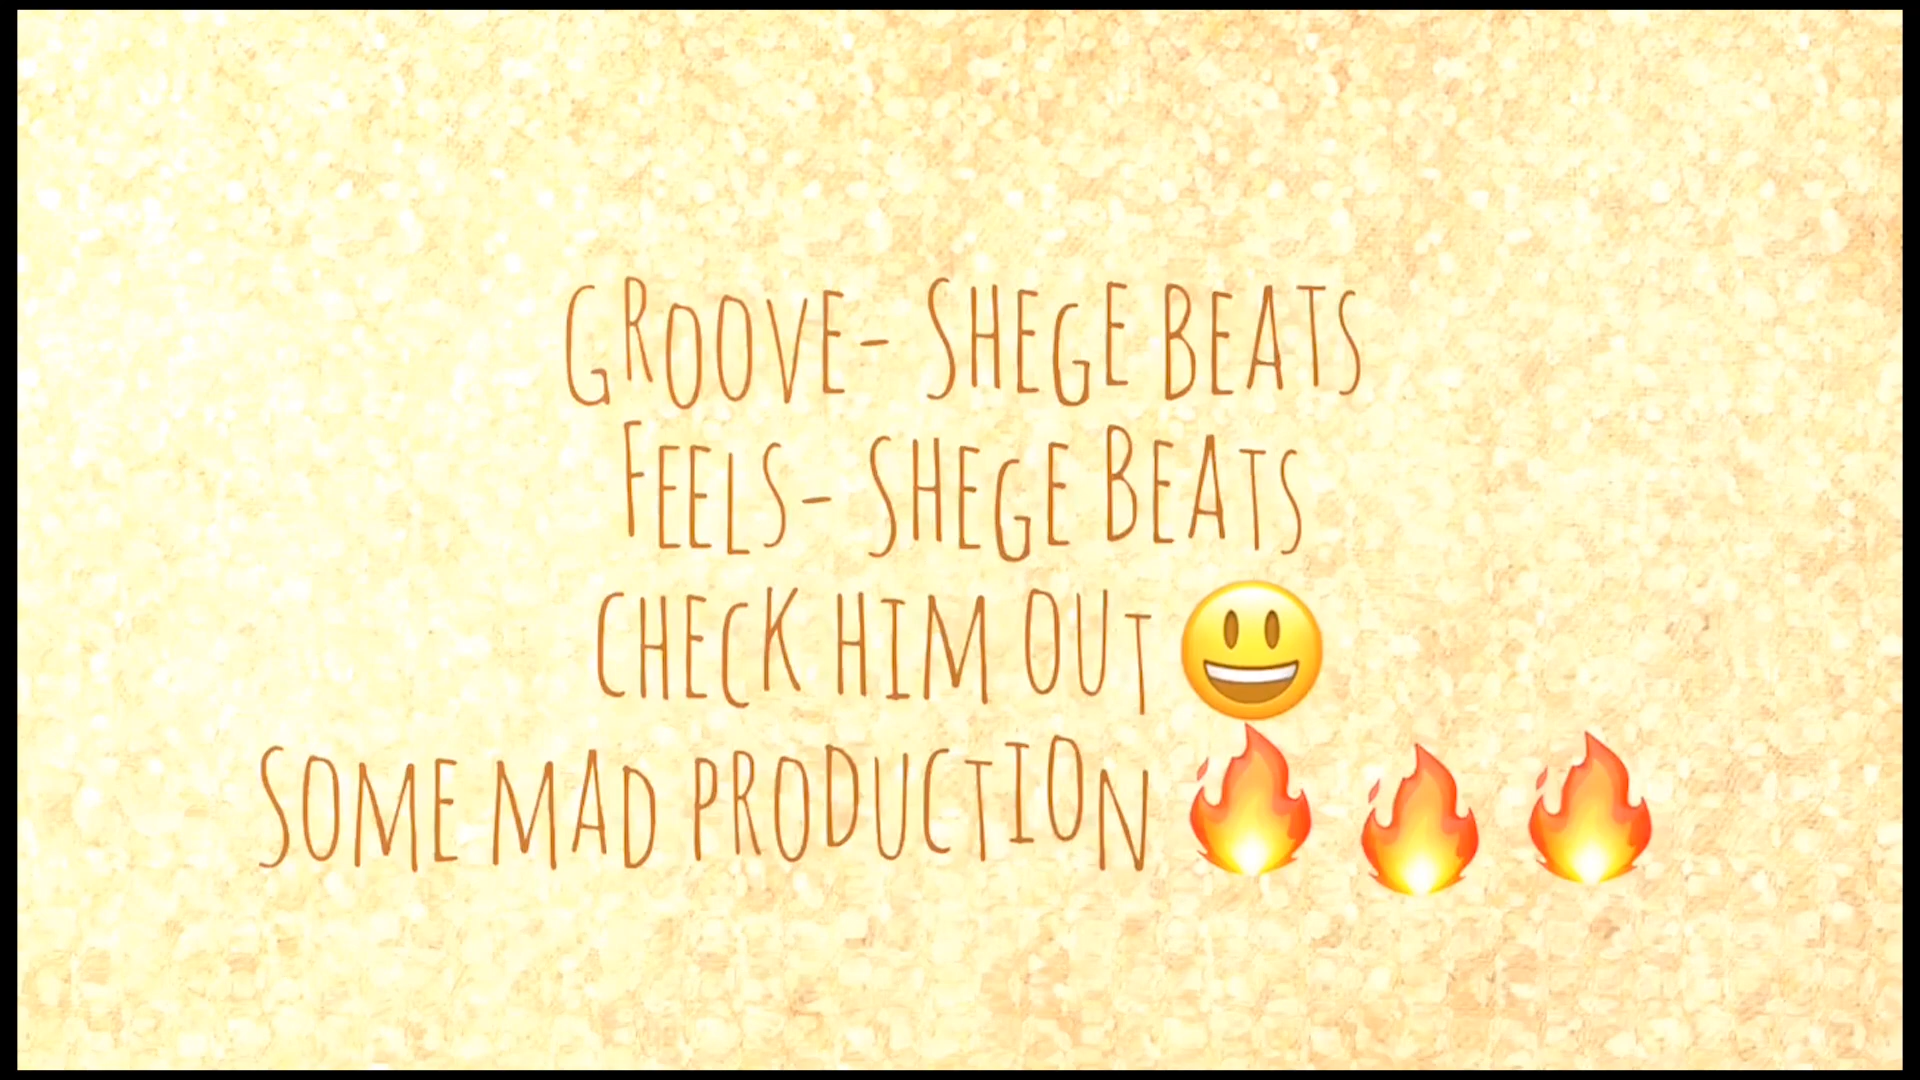 GROOVE- SHEGE BEATS
FEELS- SHEGE BEATS
CHECK HIM OUT 😃
SOME MAD PRODUCTION 🔥 🔥 🔥